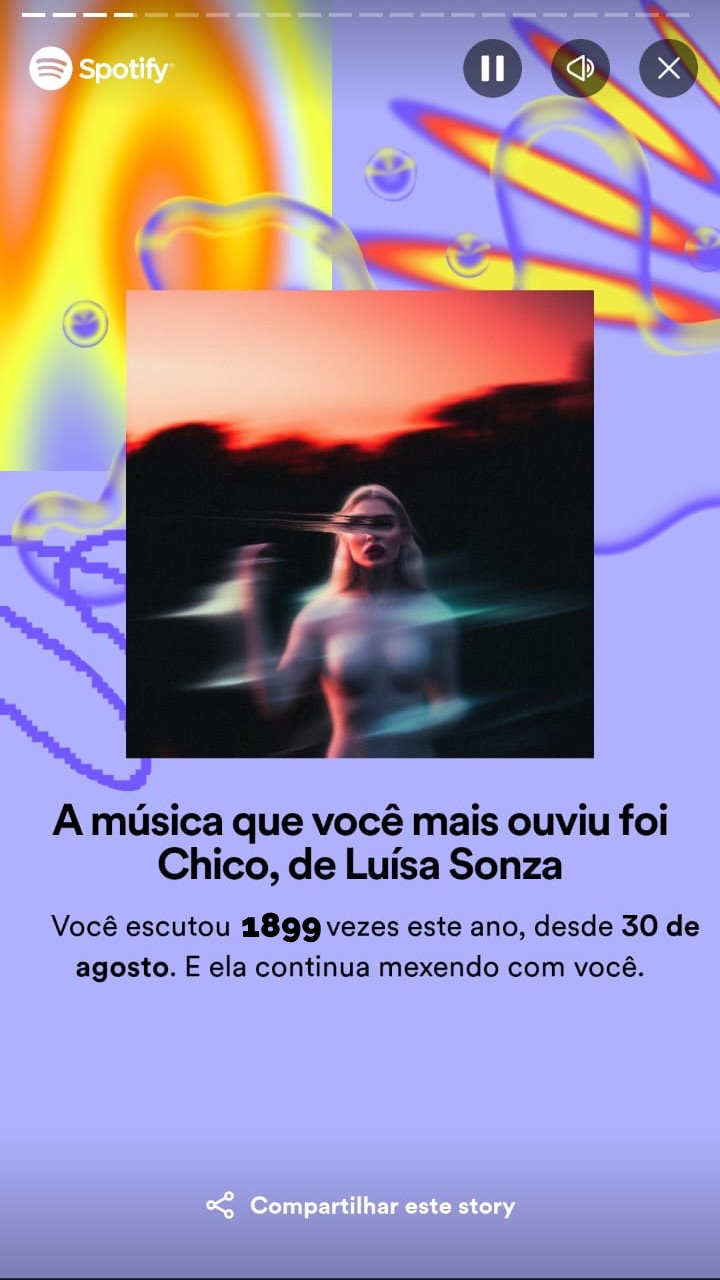 Spotify
A música que você mais ouviu foi
Chico, de Luísa Sonza
Você escutou 1899 vezes este ano, desde 30 de
agosto. E ela continua mexendo com você.
Compartilhar este story